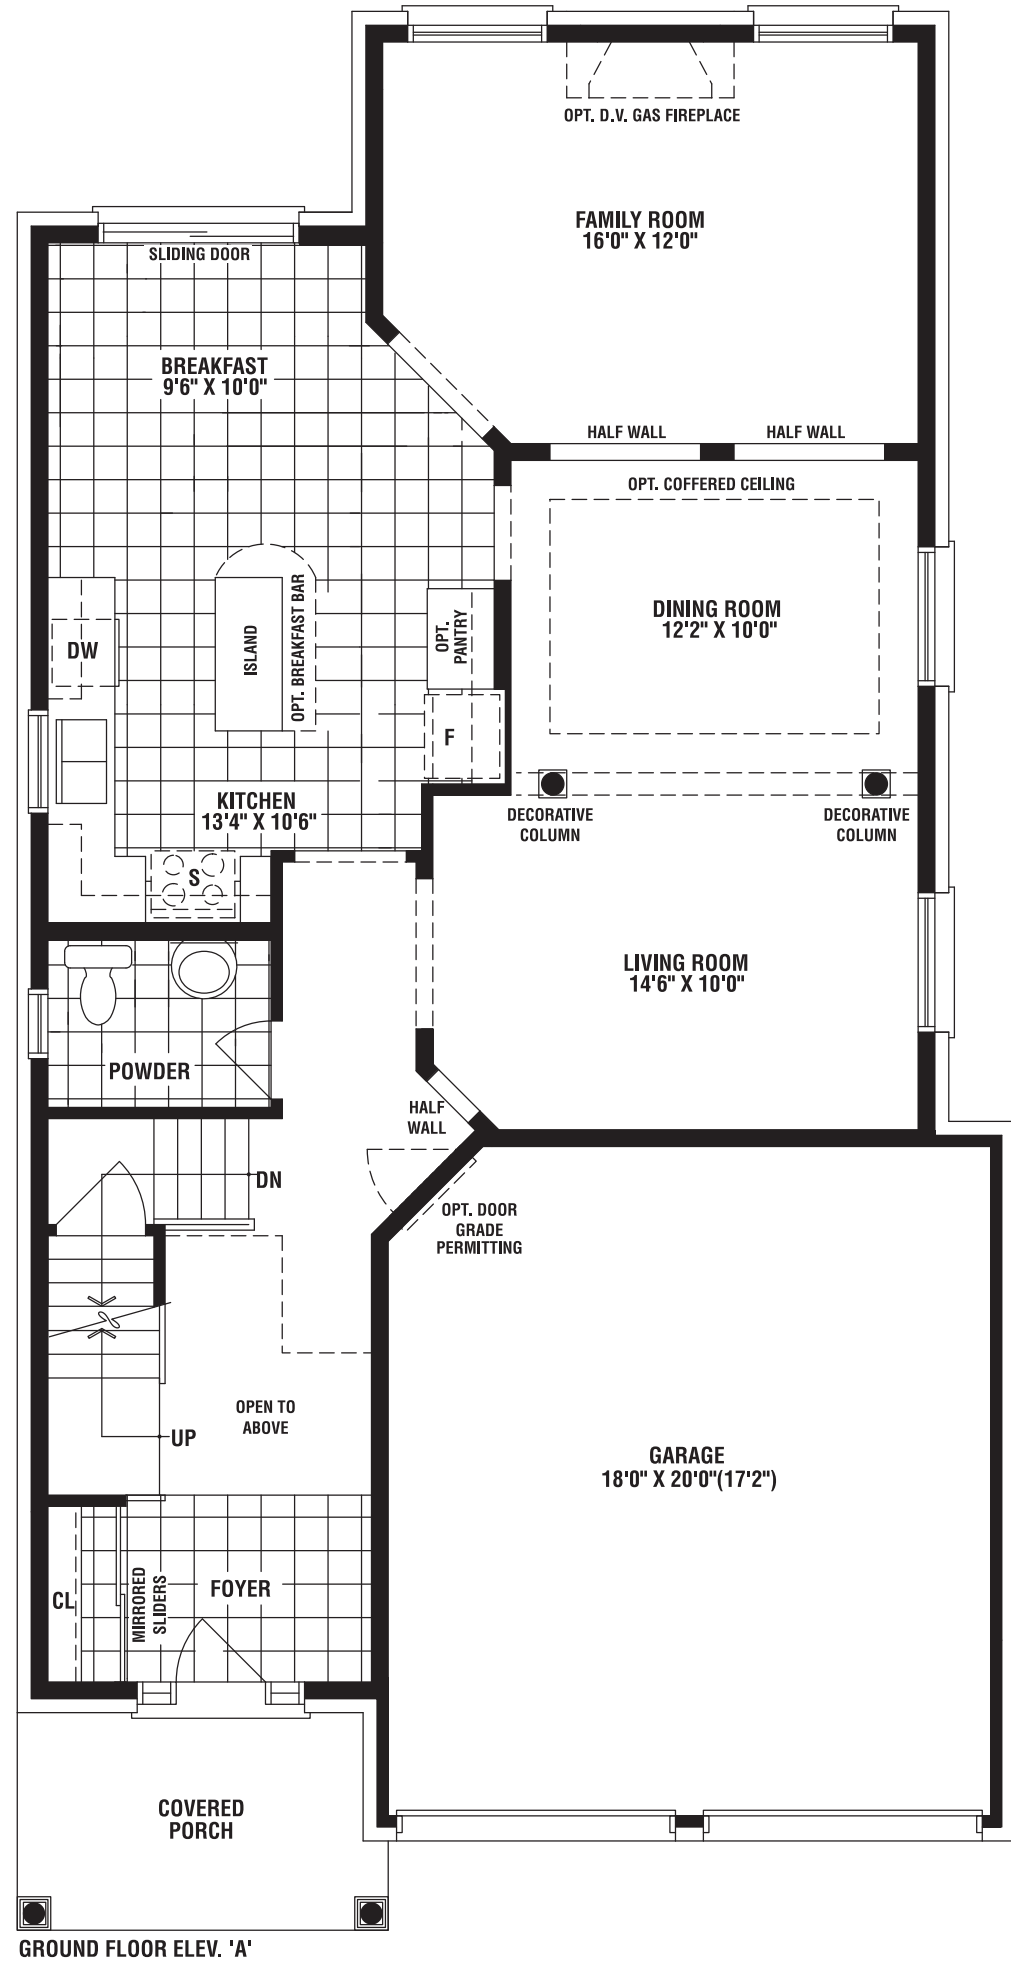 OPT. D.V. GAS FIREPLACE
FAMILY ROOM
16'0" X 12'0"
SLIDING DOOR
BREAKFAST
9'6" X 10'0"
HALF WALL
HALF WALL
OPT. COFFERED CEILING
DINING ROOM
12'2" X 10'0"
DW
ISLAND
OPT. BREAKFAST BAR
OPT.
PANTRY
F
KITCHEN
13'4" X 10'6"
DECORATIVE
COLUMN
DECORATIVE
COLUMN
S
LIVING ROOM
14'6" X 10'0"
POWDER
HALF
WALL
DN
OPT. DOOR
GRADE
PERMITTING
OPEN TO
ABOVE
UP
GARAGE
18'0" X 20'0"(17'2")
CL
MIRRORED
SLIDERS
FOYER
COVERED
PORCH
GROUND FLOOR ELEV. 'A'